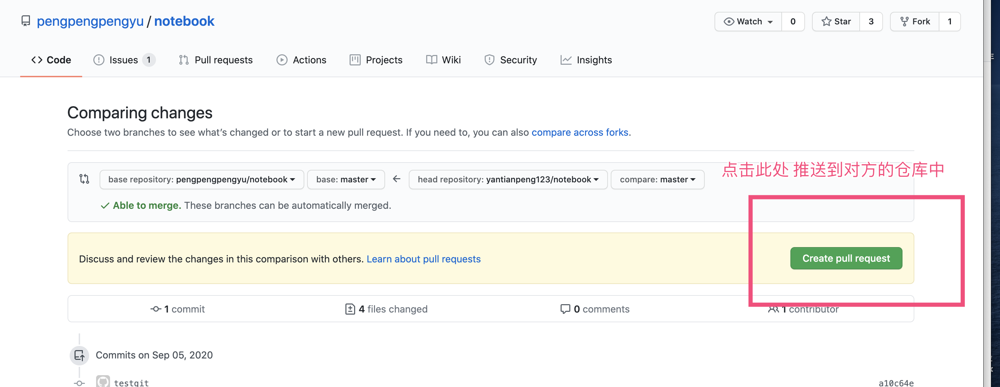 pengpengpengyu / notebook
Watch 0 Star 3 Fork 1
Code Issues 1 Pull requests Actions Projects Wiki Security Insights
Comparing changes
Choose two branches to see what’s changed or to start a new pull request. If you need to, you can also compare across forks.
点击此处 推送到对方的仓库中
base repository: pengpengpengyu/notebook base: master ← head repository: yantianpeng123/notebook compare: master
Able to merge. These branches can be automatically merged.
Discuss and review the changes in this comparison with others. Learn about pull requests
Create pull request
1 commit 4 files changed 0 comments 1 contributor
Commits on Sep 05, 2020
testgit a10c64e